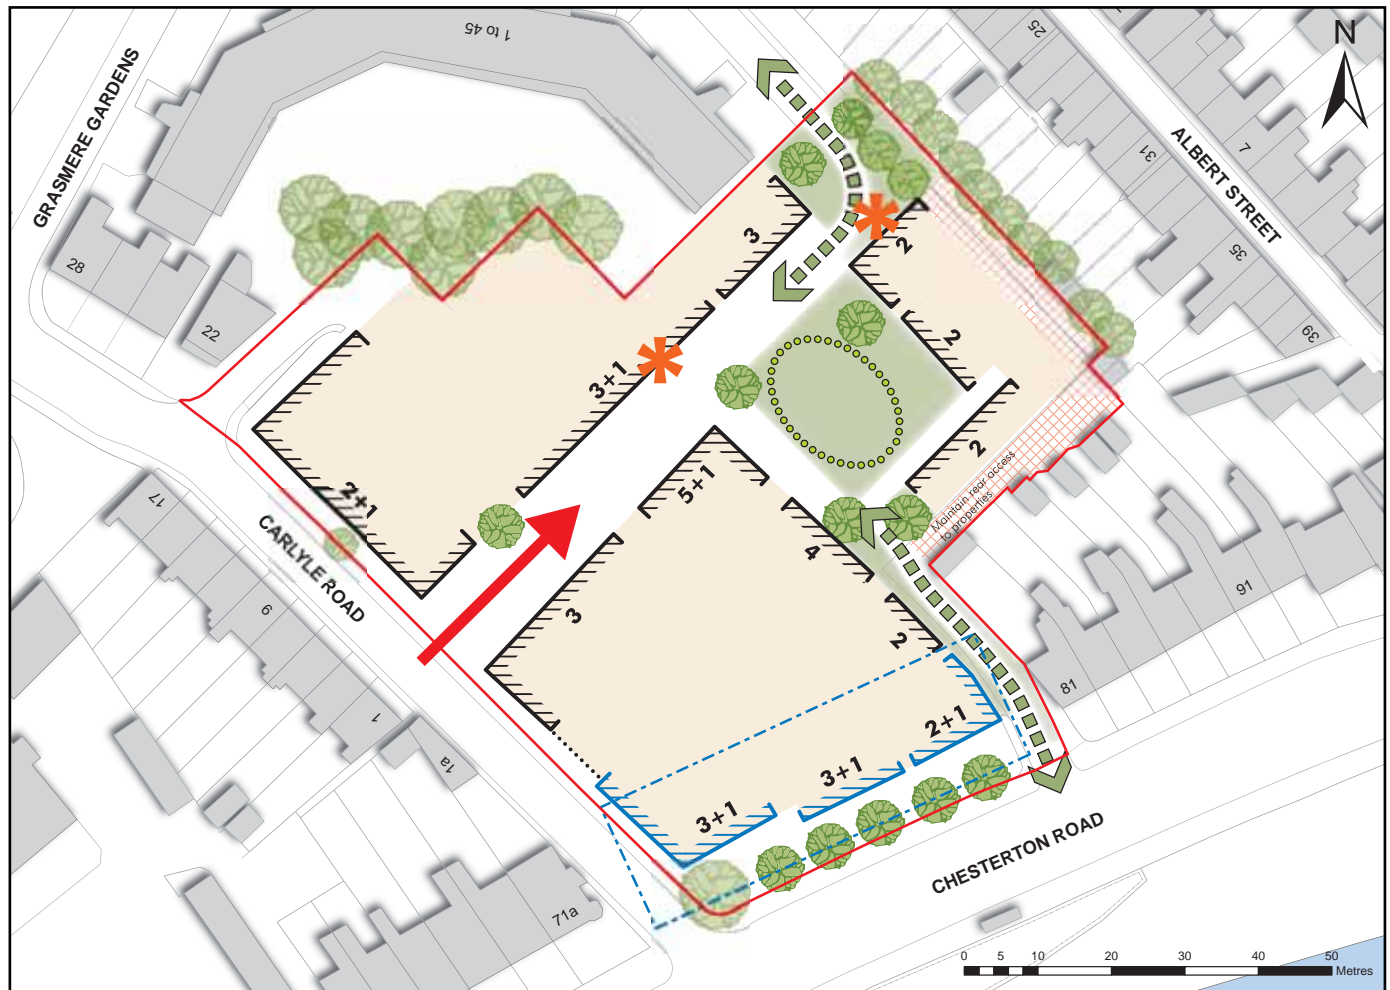 1 to 45
25
N
GRASMERE GARDENS
ALBERT STREET
7
31
35
39
28
22
3
2
2
3+1
2
5+1
2+1
4
Maintain rear access
to properties
17
CARLYLE ROAD
9
3
2
91
81
1
1a
2+1
3+1
3+1
71a
CHESTERTON ROAD
0 5 10 20 30 40 50
Metres